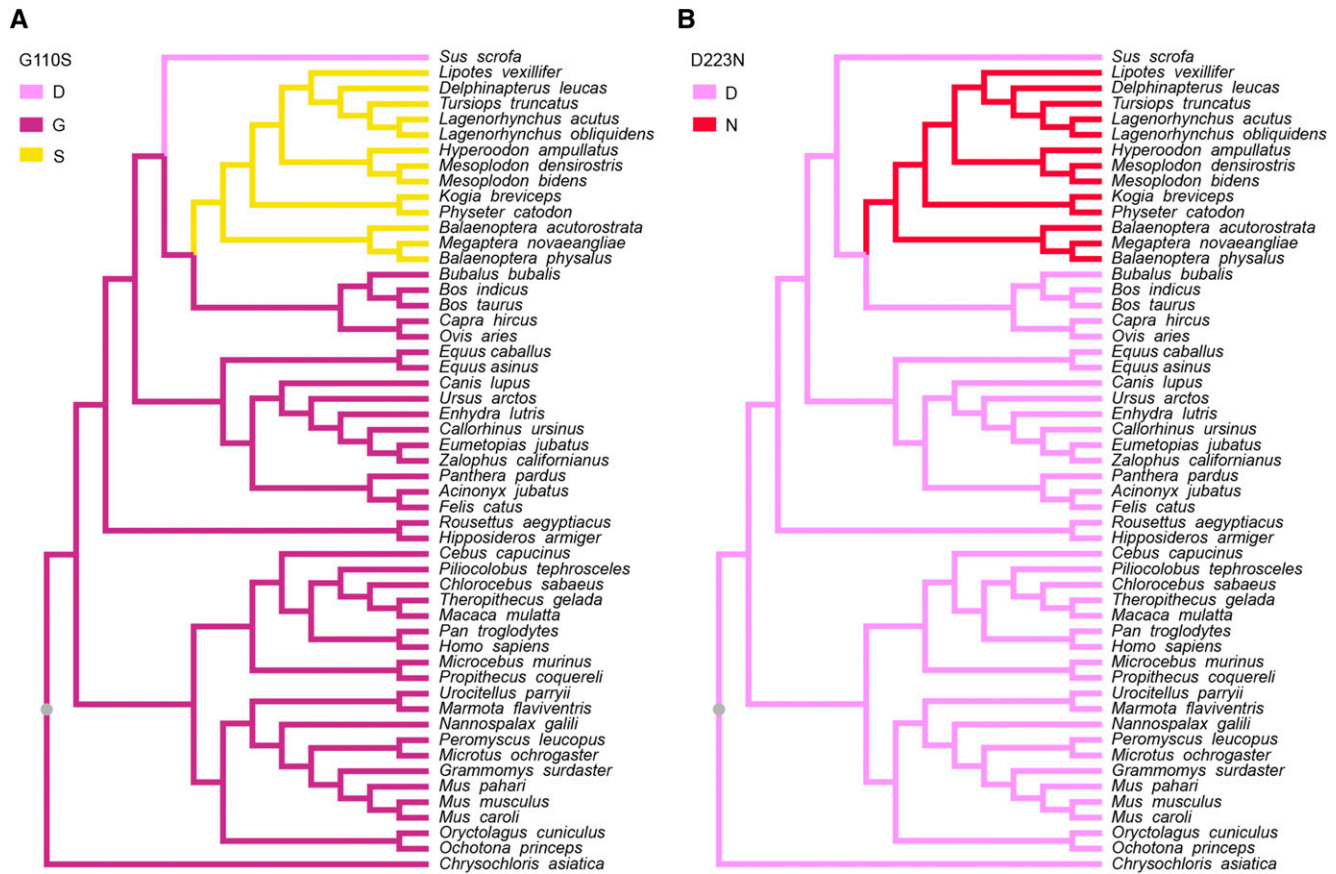 A
G110S
D
G
S
Sus scrofa
Lipotes vexillifer
Delphinapterus leucas
Tursiops truncatus
Lagenorhynchus acutus
Lagenorhynchus obliquidens
Hyperoodon ampullatus
Mesoplodon densirostris
Mesoplodon bidens
Kogia breviceps
Physeter catodon
Balaenoptera acutorostrata
Megaptera novaeangliae
Balaenoptera physalus
Bubalus bubalis
Bos indicus
Bos taurus
Capra hircus
Ovis aries
Equus caballus
Equus asinus
Canis lupus
Ursus arctos
Enhydra lutris
Callorhinus ursinus
Eumetopias jubatus
Zalophus californianus
Panthera pardus
Acinonyx jubatus
Felis catus
Rousettus aegyptiacus
Hipposideros armiger
Cebus capucinus
Piliocolobus tephrosceles
Chlorocebus sabaeus
Theropithecus gelada
Macaca mulatta
Pan troglodytes
Homo sapiens
Microcebus murinus
Propithecus coquereli
Urocitellus parryii
Marmota flaviventris
Nannospalax galili
Peromyscus leucopus
Microtus ochrogaster
Grammomys surdaster
Mus pahari
Mus musculus
Mus caroli
Oryctolagus cuniculus
Ochotona princeps
Chrysochloris asiatica
B
D223N
D
N
Sus scrofa
Lipotes vexillifer
Delphinapterus leucas
Tursiops truncatus
Lagenorhynchus acutus
Lagenorhynchus obliquidens
Hyperoodon ampullatus
Mesoplodon densirostris
Mesoplodon bidens
Kogia breviceps
Physeter catodon
Balaenoptera acutorostrata
Megaptera novaeangliae
Balaenoptera physalus
Bubalus bubalis
Bos indicus
Bos taurus
Capra hircus
Ovis aries
Equus caballus
Equus asinus
Canis lupus
Ursus arctos
Enhydra lutris
Callorhinus ursinus
Eumetopias jubatus
Zalophus californianus
Panthera pardus
Acinonyx jubatus
Felis catus
Rousettus aegyptiacus
Hipposideros armiger
Cebus capucinus
Piliocolobus tephrosceles
Chlorocebus sabaeus
Theropithecus gelada
Macaca mulatta
Pan troglodytes
Homo sapiens
Microcebus murinus
Propithecus coquereli
Urocitellus parryii
Marmota flaviventris
Nannospalax galili
Peromyscus leucopus
Microtus ochrogaster
Grammomys surdaster
Mus pahari
Mus musculus
Mus caroli
Oryctolagus cuniculus
Ochotona princeps
Chrysochloris asiatica